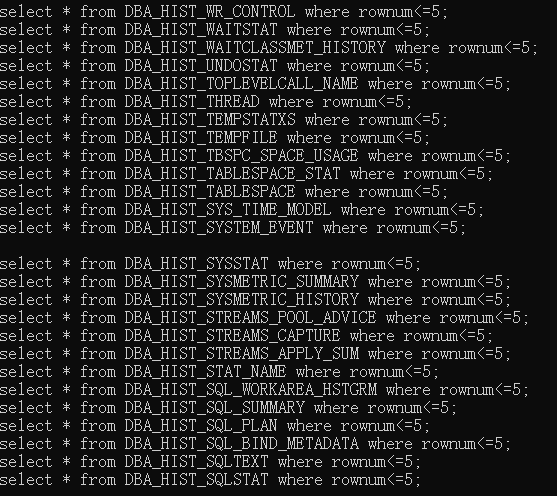 select * from DBA_HIST_WR_CONTROL where rownum<=5;
select * from DBA_HIST_WAITSTAT where rownum<=5;
select * from DBA_HIST_WAITCLASSMET_HISTORY where rownum<=5;
select * from DBA_HIST_UNDOSTAT where rownum<=5;
select * from DBA_HIST_TOPLEVELCALL_NAME where rownum<=5;
select * from DBA_HIST_THREAD where rownum<=5;
select * from DBA_HIST_TEMPSTATXS where rownum<=5;
select * from DBA_HIST_TEMPFILE where rownum<=5;
select * from DBA_HIST_TBSPC_SPACE_USAGE where rownum<=5;
select * from DBA_HIST_TABLESPACE_STAT where rownum<=5;
select * from DBA_HIST_TABLESPACE where rownum<=5;
select * from DBA_HIST_SYS_TIME_MODEL where rownum<=5;
select * from DBA_HIST_SYSTEM_EVENT where rownum<=5;
select * from DBA_HIST_SYSSTAT where rownum<=5;
select * from DBA_HIST_SYSMETRIC_SUMMARY where rownum<=5;
select * from DBA_HIST_SYSMETRIC_HISTORY where rownum<=5;
select * from DBA_HIST_STREAMS_POOL_ADVICE where rownum<=5;
select * from DBA_HIST_STREAMS_CAPTURE where rownum<=5;
select * from DBA_HIST_STREAMS_APPLY_SUM where rownum<=5;
select * from DBA_HIST_STAT_NAME where rownum<=5;
select * from DBA_HIST_SQL_WORKAREA_HSTGRM where rownum<=5;
select * from DBA_HIST_SQL_SUMMARY where rownum<=5;
select * from DBA_HIST_SQL_PLAN where rownum<=5;
select * from DBA_HIST_SQL_BIND_METADATA where rownum<=5;
select * from DBA_HIST_SQLTEXT where rownum<=5;
select * from DBA_HIST_SQLSTAT where rownum<=5;